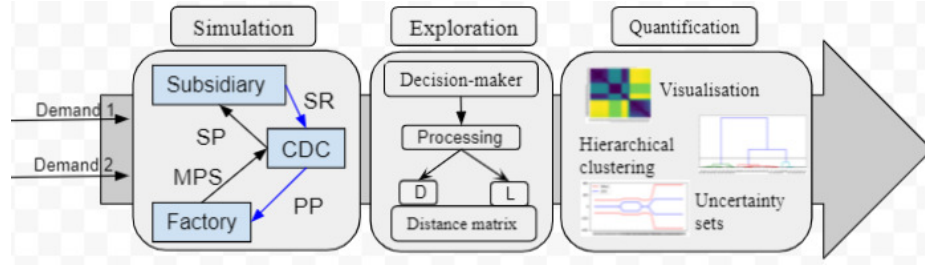 Simulation
Exploration
Quantification
Demand 1
Demand 2
Subsidiary
SR
SP
CDC
MPS
PP
Factory
Decision-maker
Processing
D
L
Distance matrix
Visualisation
Hierarchical
clustering
Uncertainty
sets